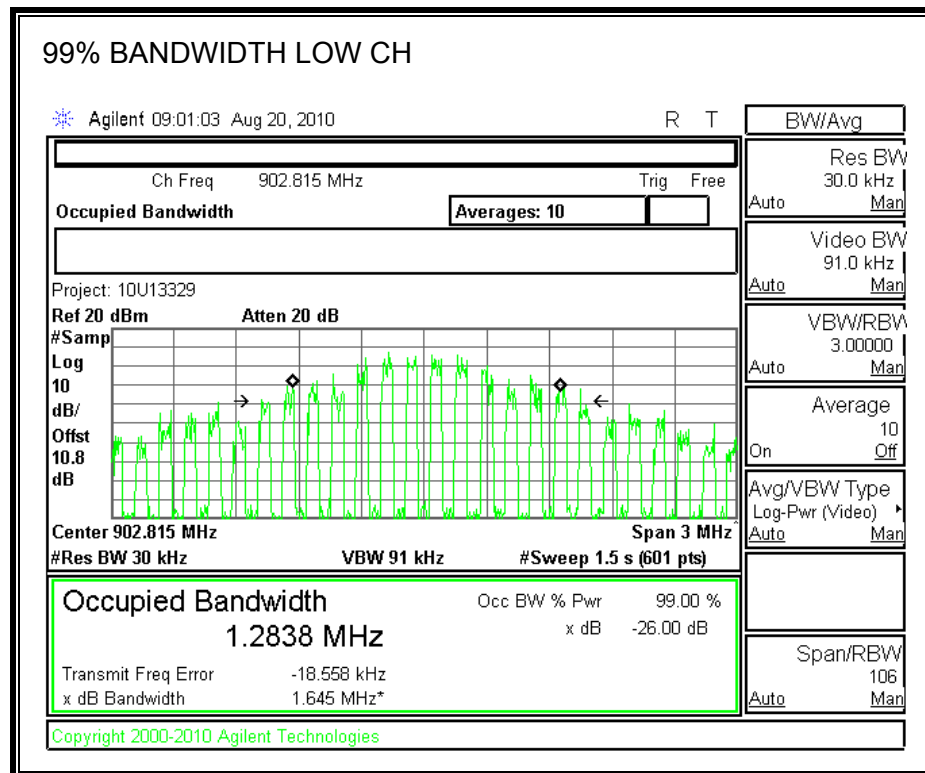 99% BANDWIDTH LOW CH
Agilent 09:01:03 Aug 20, 2010 R T
Ch Freq 902.815 MHz Trig Free
Occupied Bandwidth Averages: 10
Project: 10U13329
Ref 20 dBm Atten 20 dB
#Samp
Log
10
dB/
Offst
10.8
dB
Center 902.815 MHz Span 3 MHz
#Res BW 30 kHz VBW 91 kHz #Sweep 1.5 s (601 pts)
Occupied Bandwidth Occ BW % Pwr 99.00 %
1.2838 MHz x dB -26.00 dB
Transmit Freq Error -18.558 kHz
x dB Bandwidth 1.645 MHz*
Copyright 2000-2010 Agilent Technologies
BW/Avg
Res BW
30.0 kHz
Auto Man
Video BW
91.0 kHz
Auto Man
VBW/RBW
3.00000
Auto Man
Average
10
On Off
Avg/VBW Type
Log-Pwr (Video)
Auto Man
Span/RBW
106
Auto Man